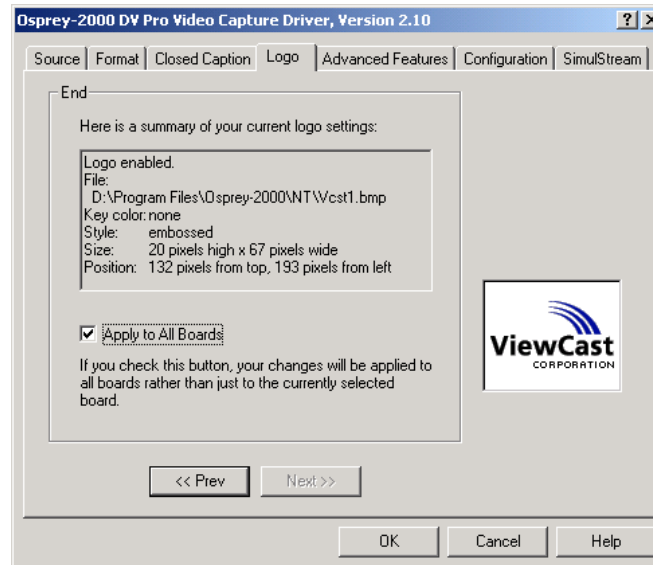 Osprey-2000 DV Pro Video Capture Driver, Version 2.10
Source Format Closed Caption Logo Advanced Features Configuration SimulStream
End
Here is a summary of your current logo settings:
Logo enabled.
File:
D:\Program Files\Osprey-2000\NT\Vcst1.bmp
Key color: none
Style: embossed
Size: 20 pixels high x 67 pixels wide
Position: 132 pixels from top, 193 pixels from left
Apply to All Boards
If you check this button, your changes will be applied to
all boards rather than just to the currently selected
board.
ViewCast
CORPORATION
<< Prev Next >>
OK Cancel Help